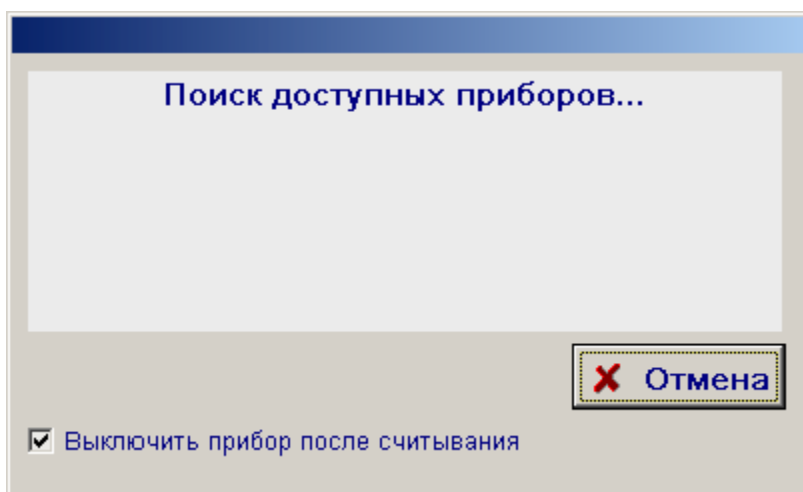 Поиск доступных приборов...
Отмена
Выключить прибор после считывания